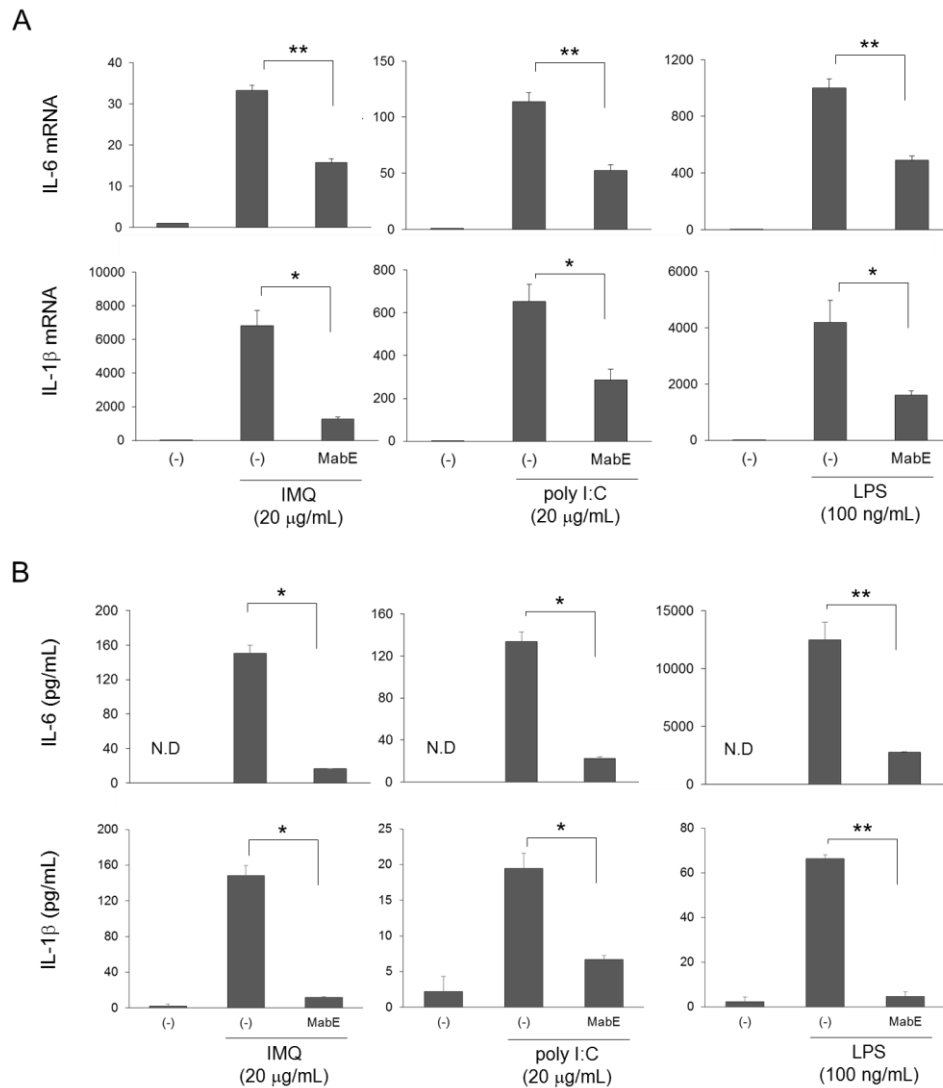 A
IL-6 mRNA
40
30
20
10
0
**
150
100
50
0
**
1200
800
400
0
**
IL-1β mRNA
10000
8000
6000
4000
2000
0
*
800
600
400
200
0
*
6000
4000
2000
0
*
(-) (-) MabE
IMQ
(20 μg/mL)
(-) (-) MabE
poly I:C
(20 μg/mL)
(-) (-) MabE
LPS
(100 ng/mL)
B
IL-6 (pg/mL)
200
160
120
80
40
0
N.D
*
160
120
80
40
0
N.D
*
15000
10000
5000
0
N.D
**
IL-1β (pg/mL)
200
160
120
80
40
0
*
25
20
15
10
5
0
*
80
60
40
20
0
**
(-) (-) MabE
IMQ
(20 μg/mL)
(-) (-) MabE
poly I:C
(20 μg/mL)
(-) (-) MabE
LPS
(100 ng/mL)